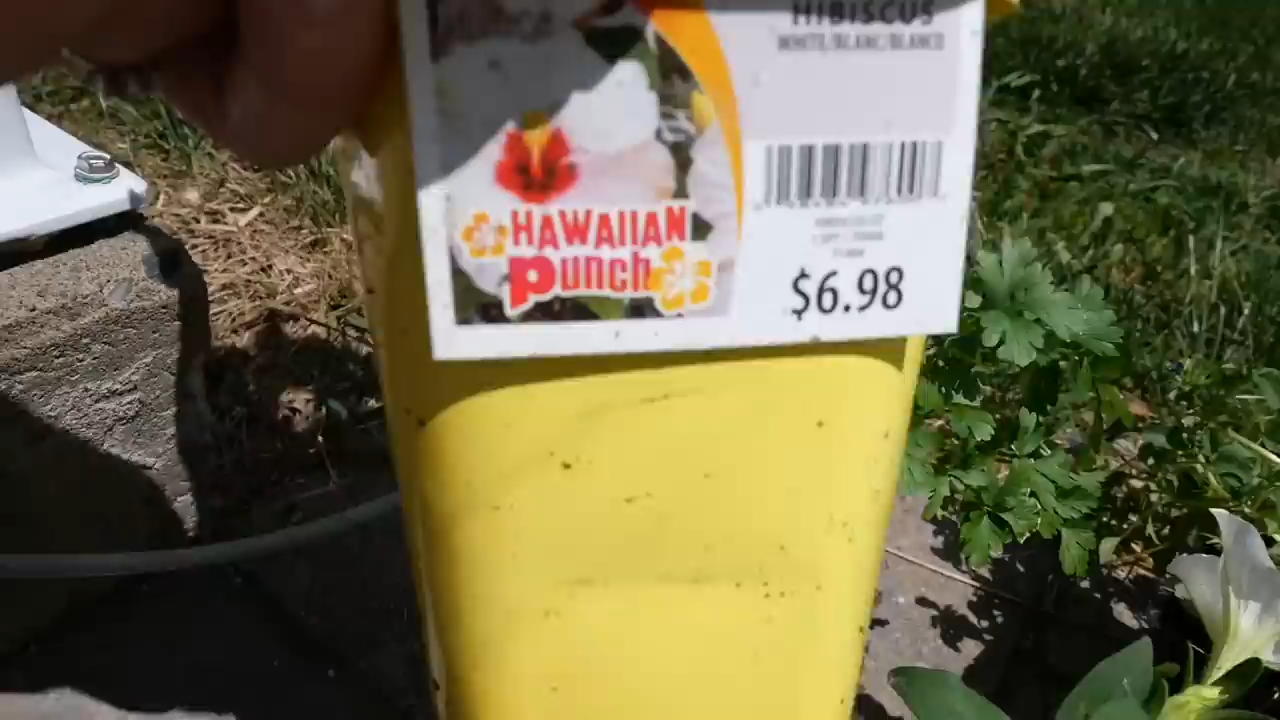 HIBISCUS
WHITE/BLANC/BLANCO
HAWAIIAN
PUNCH
$6.98